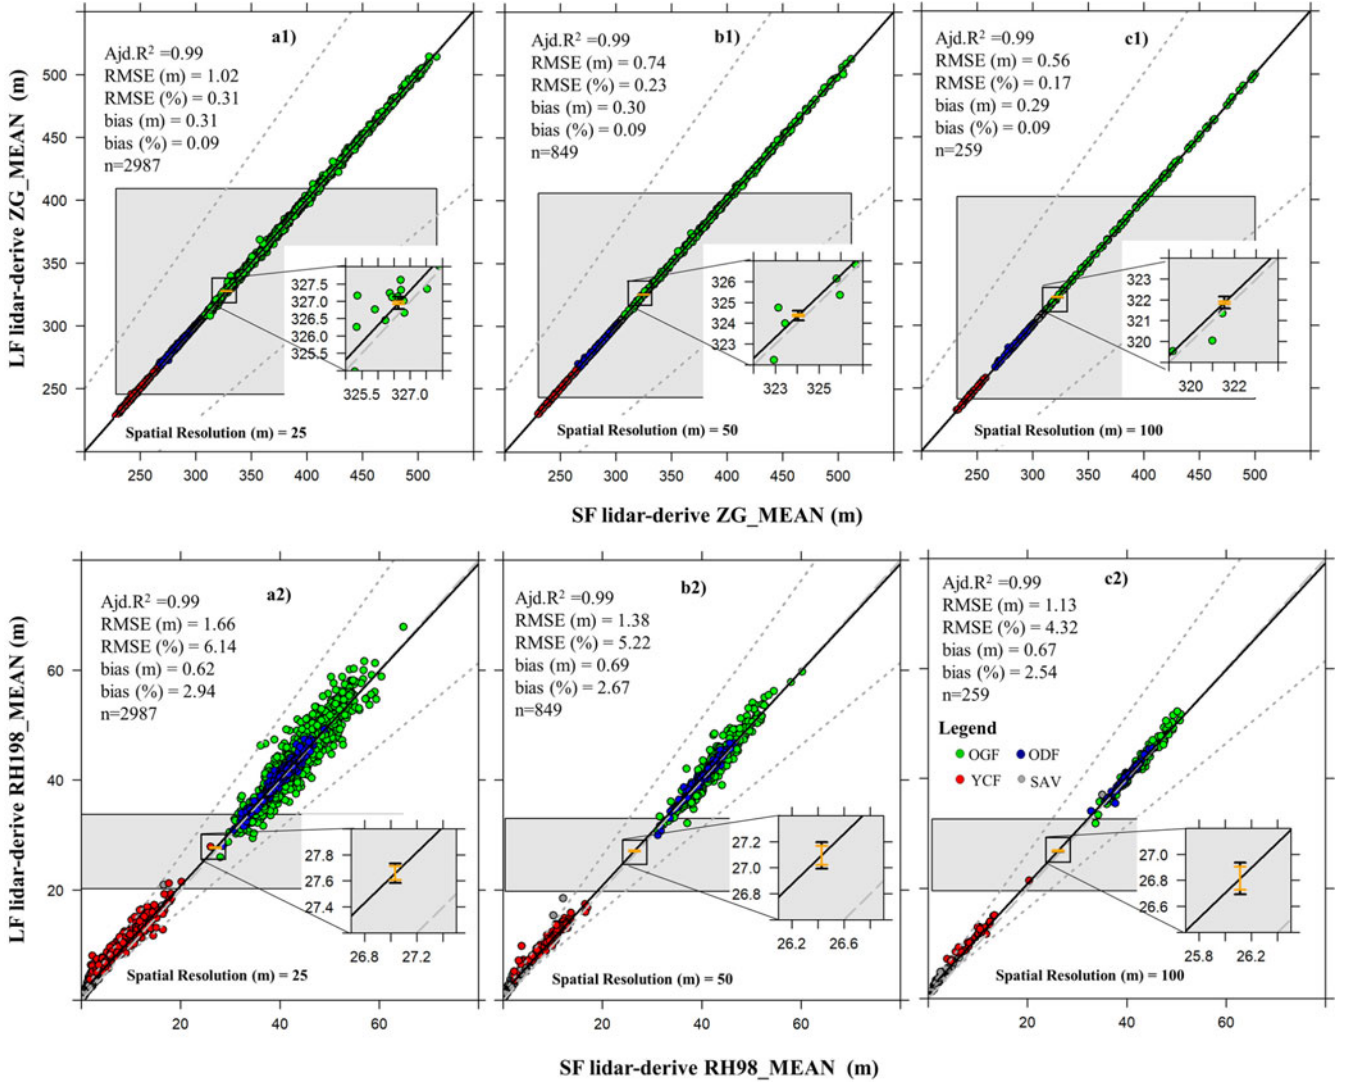 LF lidar-derive ZG_MEAN (m)
a1)
Ajd.R² =0.99
RMSE (m) = 1.02
RMSE (%) = 0.31
bias (m) = 0.31
bias (%) = 0.09
n=2987
500
450
400
350
300
250
327.5
327.0
326.5
326.0
325.5
325.5 327.0
Spatial Resolution (m) = 25
200 250 300 350 400 450 500
b1)
Ajd.R² =0.99
RMSE (m) = 0.74
RMSE (%) = 0.23
bias (m) = 0.30
bias (%) = 0.09
n=849
326
325
324
323
323 325
Spatial Resolution (m) = 50
200 250 300 350 400 450 500
c1)
Ajd.R² =0.99
RMSE (m) = 0.56
RMSE (%) = 0.17
bias (m) = 0.29
bias (%) = 0.09
n=259
323
322
321
320
320 322
Spatial Resolution (m) = 100
200 250 300 350 400 450 500
SF lidar-derive ZG_MEAN (m)
LF lidar-derive RH198_MEAN (m)
a2)
Ajd.R² =0.99
RMSE (m) = 1.66
RMSE (%) = 6.14
bias (m) = 0.62
bias (%) = 2.94
n=2987
60
40
20
27.8
27.6
27.4
26.8 27.2
Spatial Resolution (m) = 25
20 40 60
b2)
Ajd.R² =0.99
RMSE (m) = 1.38
RMSE (%) = 5.22
bias (m) = 0.69
bias (%) = 2.67
n=849
27.4
27.2
27.0
26.8
26.2 26.6
Spatial Resolution (m) = 50
20 40 60
c2)
Ajd.R² =0.99
RMSE (m) = 1.13
RMSE (%) = 4.32
bias (m) = 0.67
bias (%) = 2.54
n=259
Legend
OGF ODF
YCF SAV
27.0
26.8
26.6
25.8 26.2
Spatial Resolution (m) = 100
20 40 60
SF lidar-derive RH98_MEAN (m)